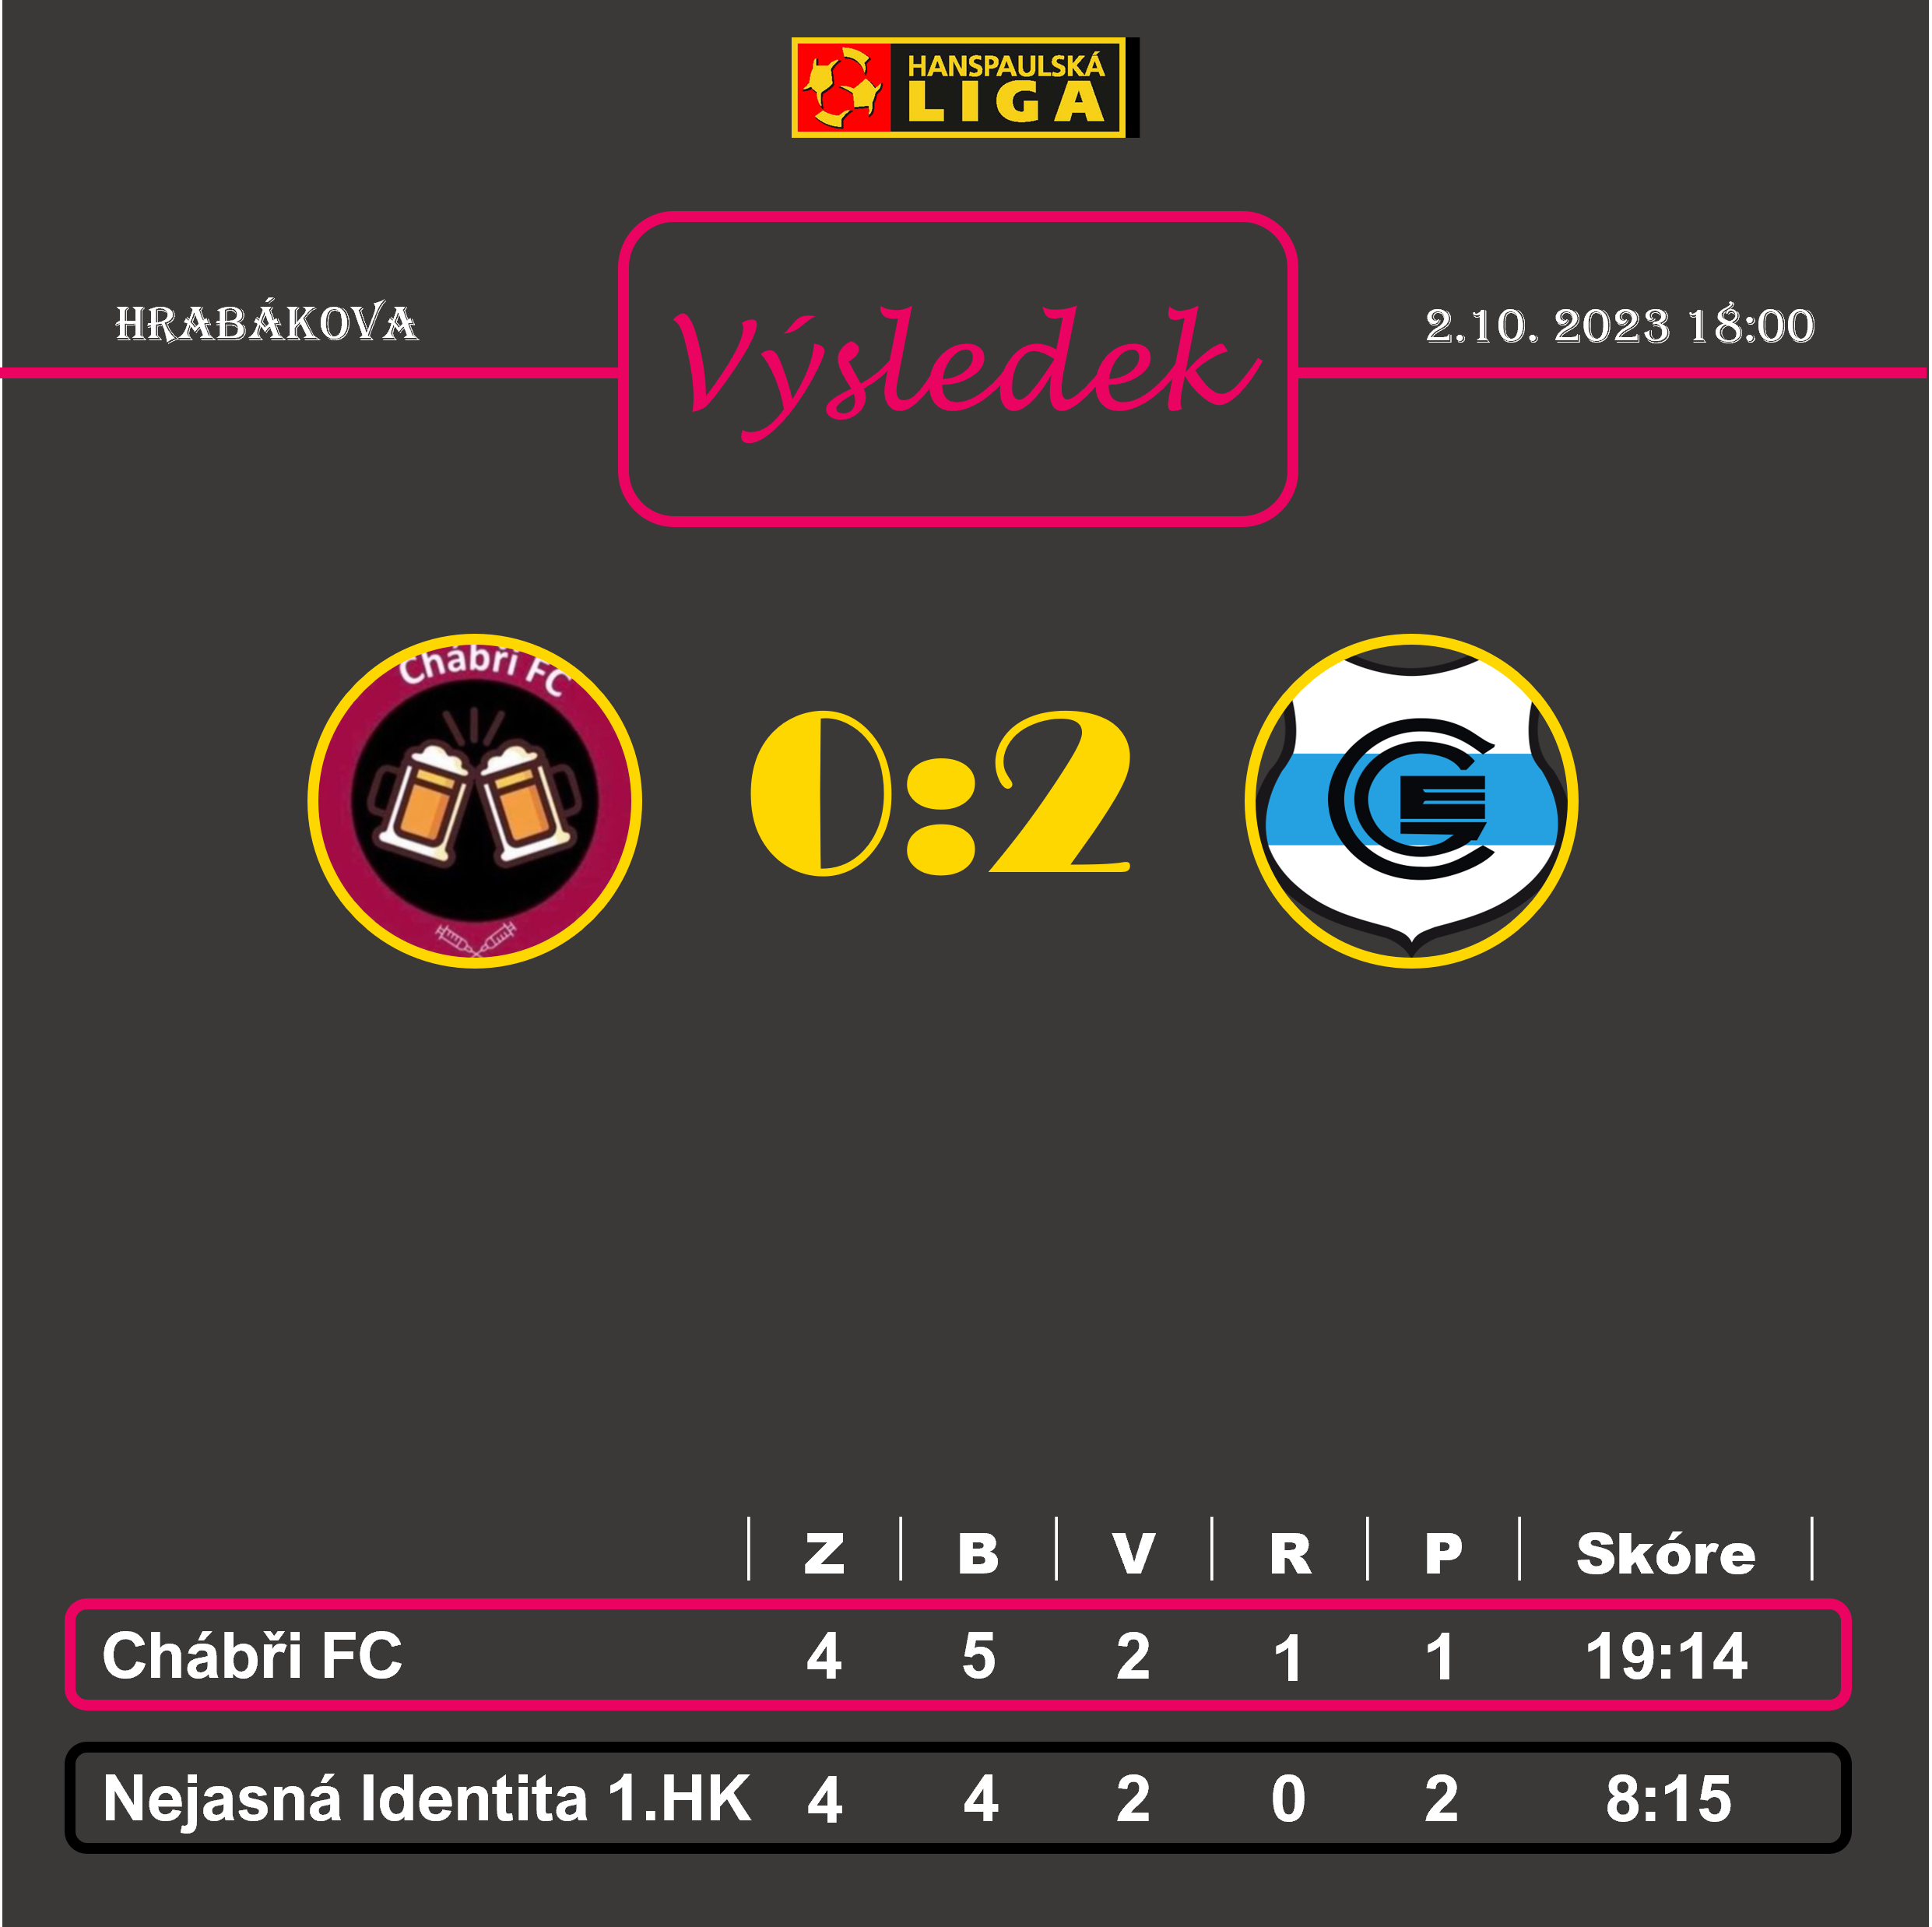 HANSPAULSKÁ
LIGA
HRABÁKOVA
Výsledek
2.10. 2023 18:00
Chábři FC
0:2
Z B V R P Skóre
Chábři FC 4 5 2 1 1 19:14
Nejasná Identita 1.HK 4 4 2 0 2 8:15